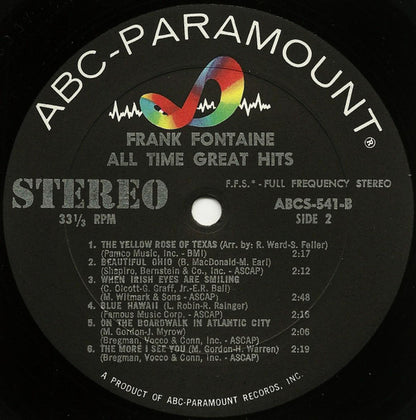 ABC-PARAMOUNT®
FRANK FONTAINE
ALL TIME GREAT HITS
STEREO
33⅓ RPM
F.F.S.* - FULL FREQUENCY STEREO
ABCS-541-B
SIDE 2
1. THE YELLOW ROSE OF TEXAS (Arr. by: R. Ward-S. Feller)
(Pamco Music, Inc. - BMI) 2:17
2. BEAUTIFUL OHIO (B. MacDonald-M. Earl)
(Shapiro, Bernstein & Co., Inc. - ASCAP) 2:12
3. WHEN IRISH EYES ARE SMILING
(C. Olcott-G. Graff, Jr.-E.R. Ball)
(M. Witmark & Sons - ASCAP) 2:48
4. BLUE HAWAII (L. Robin-R. Rainger)
(Famous Music Corp. - ASCAP) 2:16
5. ON THE BOARDWALK IN ATLANTIC CITY
(M. Gordon-J. Myrow) 2:06
(Bregman, Vocco & Conn, Inc. - ASCAP)
6. THE MORE I SEE YOU (M. Gordon-H. Warren)
(Bregman, Vocco & Conn, Inc. - ASCAP) 2:19
A PRODUCT OF ABC-PARAMOUNT RECORDS, INC.